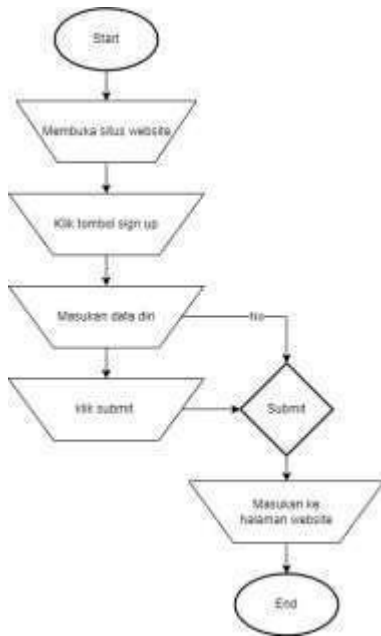 Start
Membuka situs website
Klik tombol sign up
Masukan data diri
No
klik submit
Submit
Masukan ke
halaman website
End